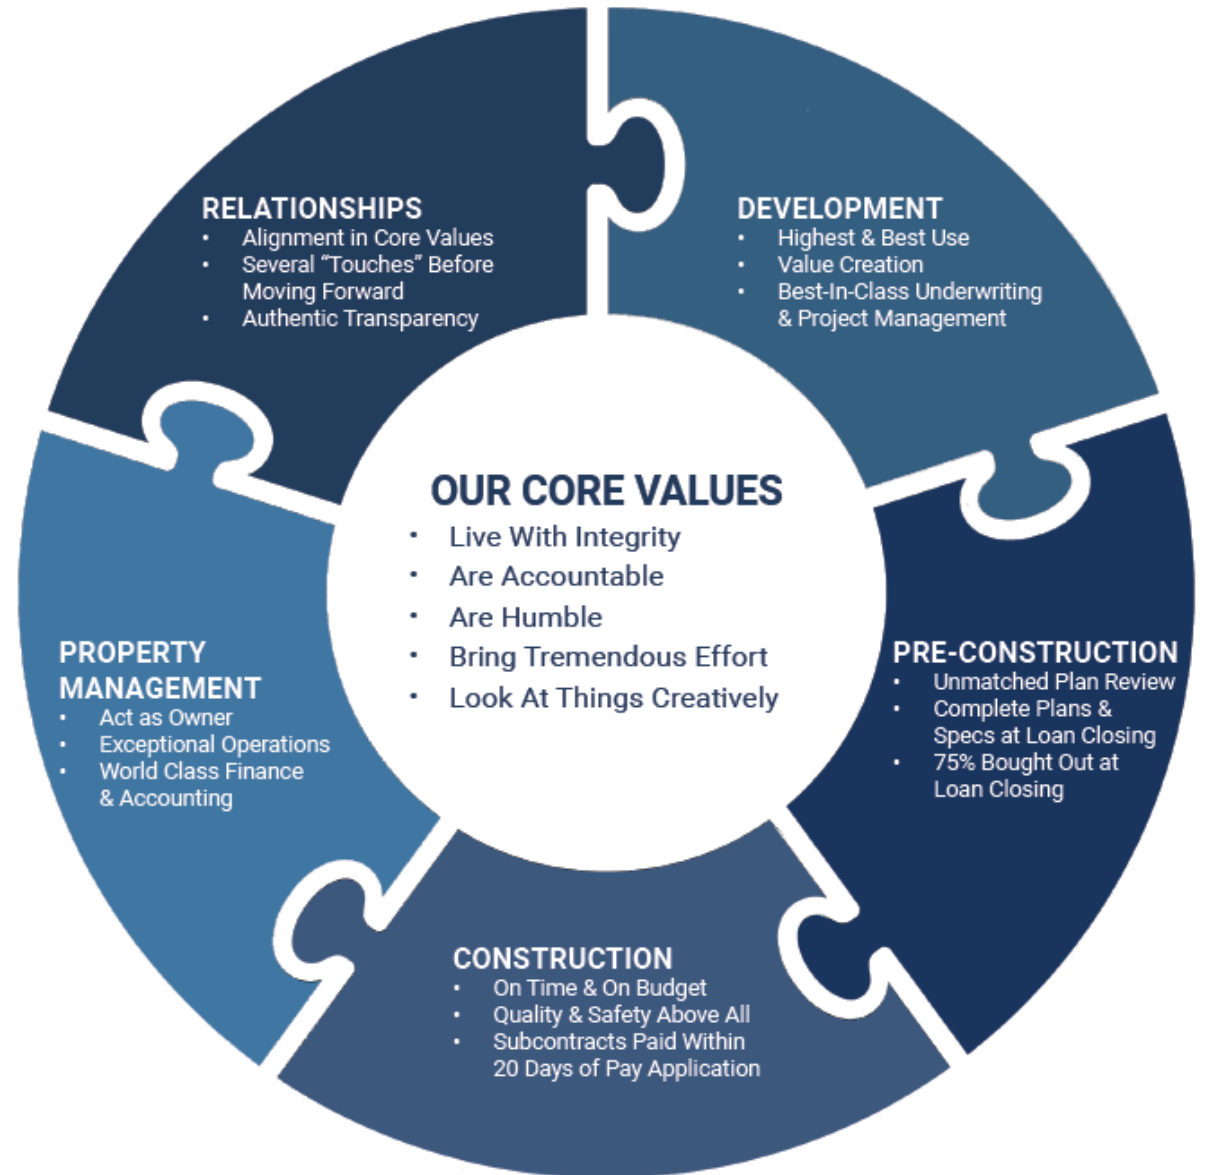 RELATIONSHIPS
• Alignment in Core Values
• Several “Touches” Before
Moving Forward
• Authentic Transparency
DEVELOPMENT
• Highest & Best Use
• Value Creation
• Best-In-Class Underwriting
& Project Management
OUR CORE VALUES
• Live With Integrity
• Are Accountable
• Are Humble
• Bring Tremendous Effort
• Look At Things Creatively
PROPERTY
MANAGEMENT
• Act as Owner
• Exceptional Operations
• World Class Finance
& Accounting
PRE-CONSTRUCTION
• Unmatched Plan Review
• Complete Plans &
Specs at Loan Closing
• 75% Bought Out at
Loan Closing
CONSTRUCTION
• On Time & On Budget
• Quality & Safety Above All
• Subcontracts Paid Within
20 Days of Pay Application